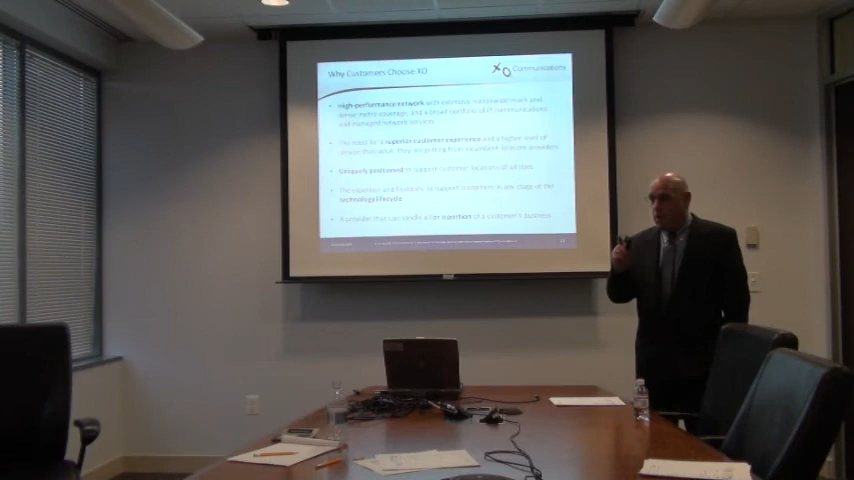 Why Customers Choose XO
XO Communications
High-performance network with extensive, nationwide reach and
dense metro coverage, and a broad portfolio of IT communications
and managed network services
The need for a superior customer experience and a higher level of
service than what they are getting from incumbent telecom providers
Uniquely positioned to support customer locations of all sizes
The expertise and to support customers in any stage of the
technology lifecycle
A provider that can handle all or a portion of a customer's business